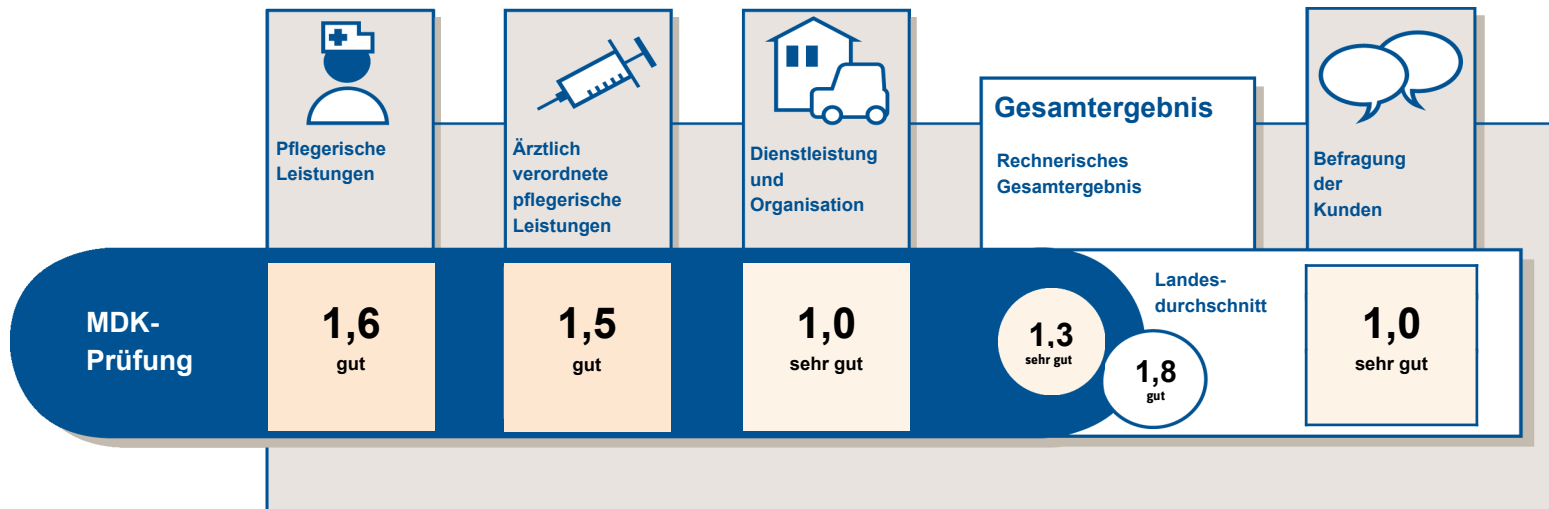 Pflegerische
Leistungen
Ärztlich
verordnete
pflegerische
Leistungen
Dienstleistung
und
Organisation
Gesamtergebnis
Rechnerisches
Gesamtergebnis
Befragung
der
Kunden
MDK-
Prüfung
1,6
gut
1,5
gut
1,0
sehr gut
1,3
sehr gut
Landes-
durchschnitt
1,8
gut
1,0
sehr gut